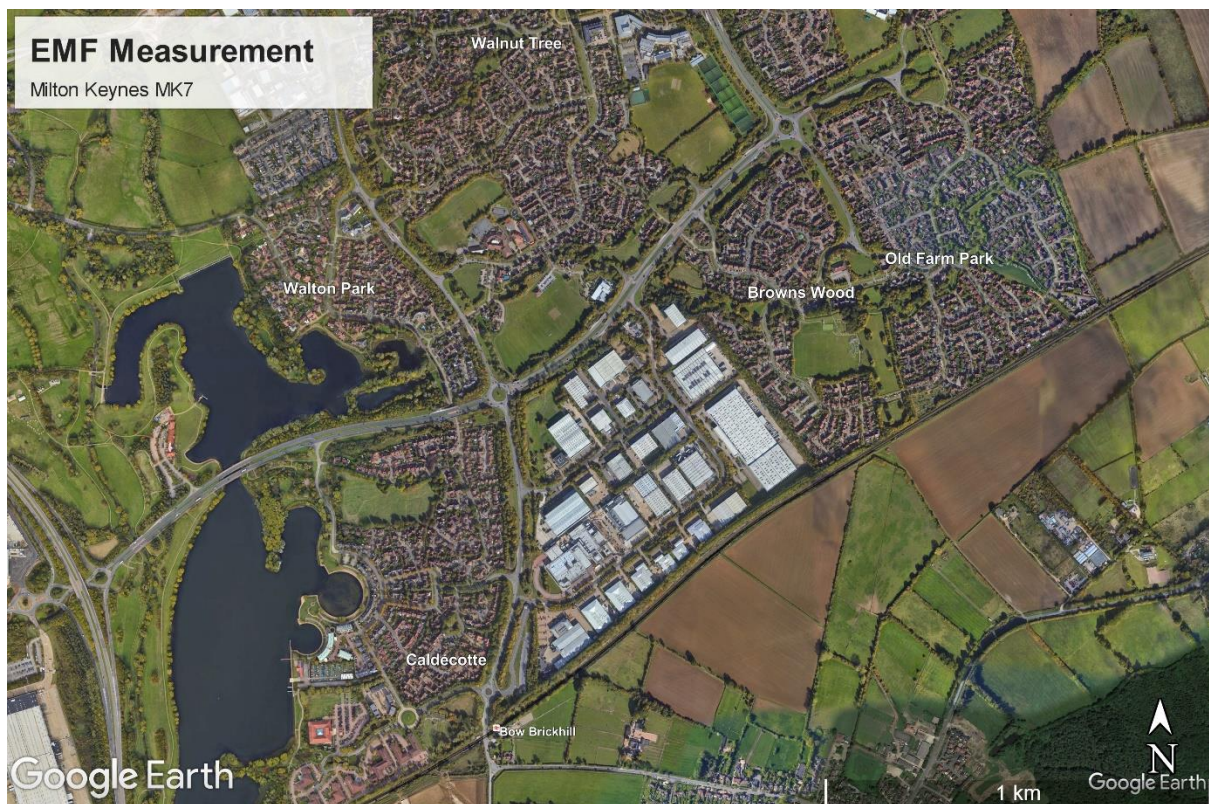 EMF Measurement
Milton Keynes MK7
Walnut Tree
Old Farm Park
Walton Park
Browns Wood
Caldecotte
Bow Brickhill
N
Google Earth
Google Earth
1 km